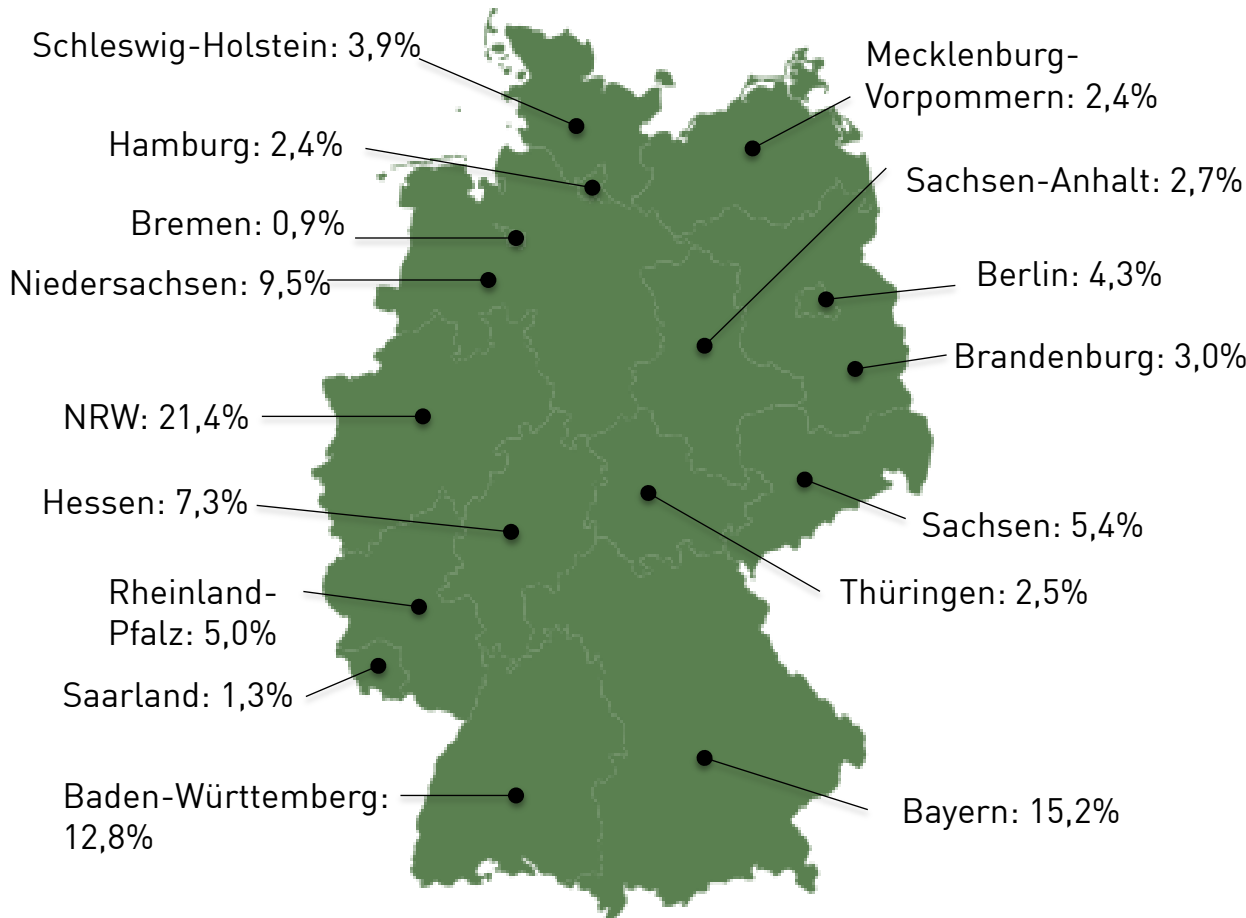 Schleswig-Holstein: 3,9%
Mecklenburg-
Vorpommern: 2,4%
Hamburg: 2,4%
Sachsen-Anhalt: 2,7%
Bremen: 0,9%
Niedersachsen: 9,5%
Berlin: 4,3%
Brandenburg: 3,0%
NRW: 21,4%
Hessen: 7,3%
Sachsen: 5,4%
Rheinland-
Pfalz: 5,0%
Thüringen: 2,5%
Saarland: 1,3%
Baden-Württemberg:
12,8%
Bayern: 15,2%